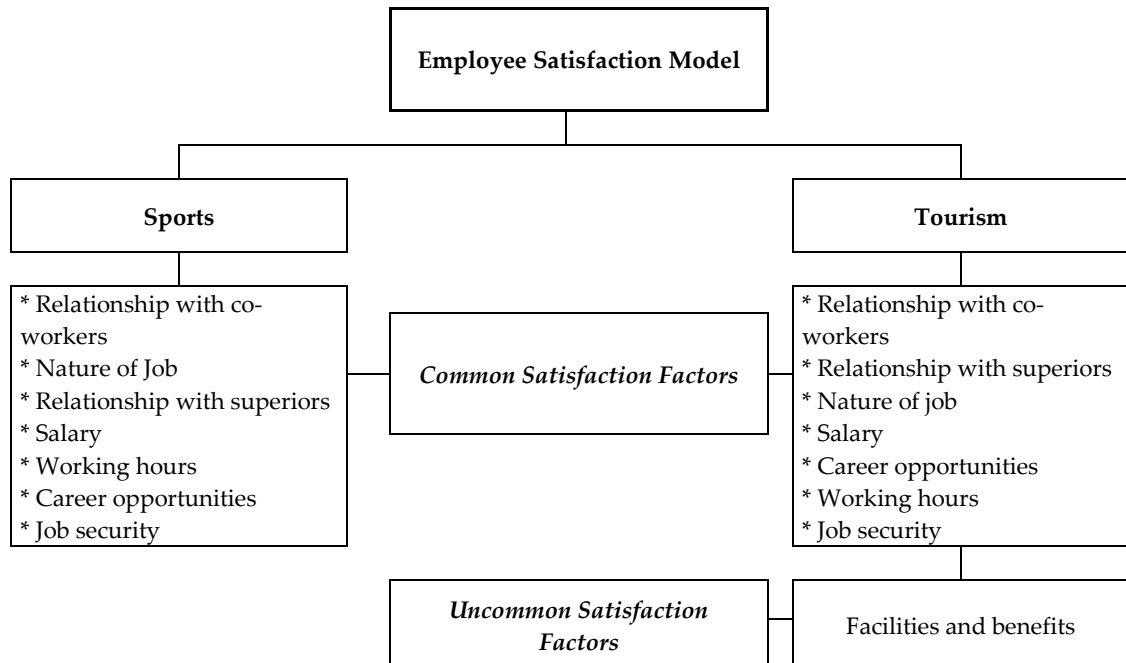 Employee Satisfaction Model
Sports
Tourism
* Relationship with co-
workers
* Nature of Job
* Relationship with superiors
* Salary
* Working hours
* Career opportunities
* Job security
Common Satisfaction Factors
* Relationship with co-
workers
* Relationship with superiors
* Nature of job
* Salary
* Career opportunities
* Working hours
* Job security
Uncommon Satisfaction
Factors
Facilities and benefits